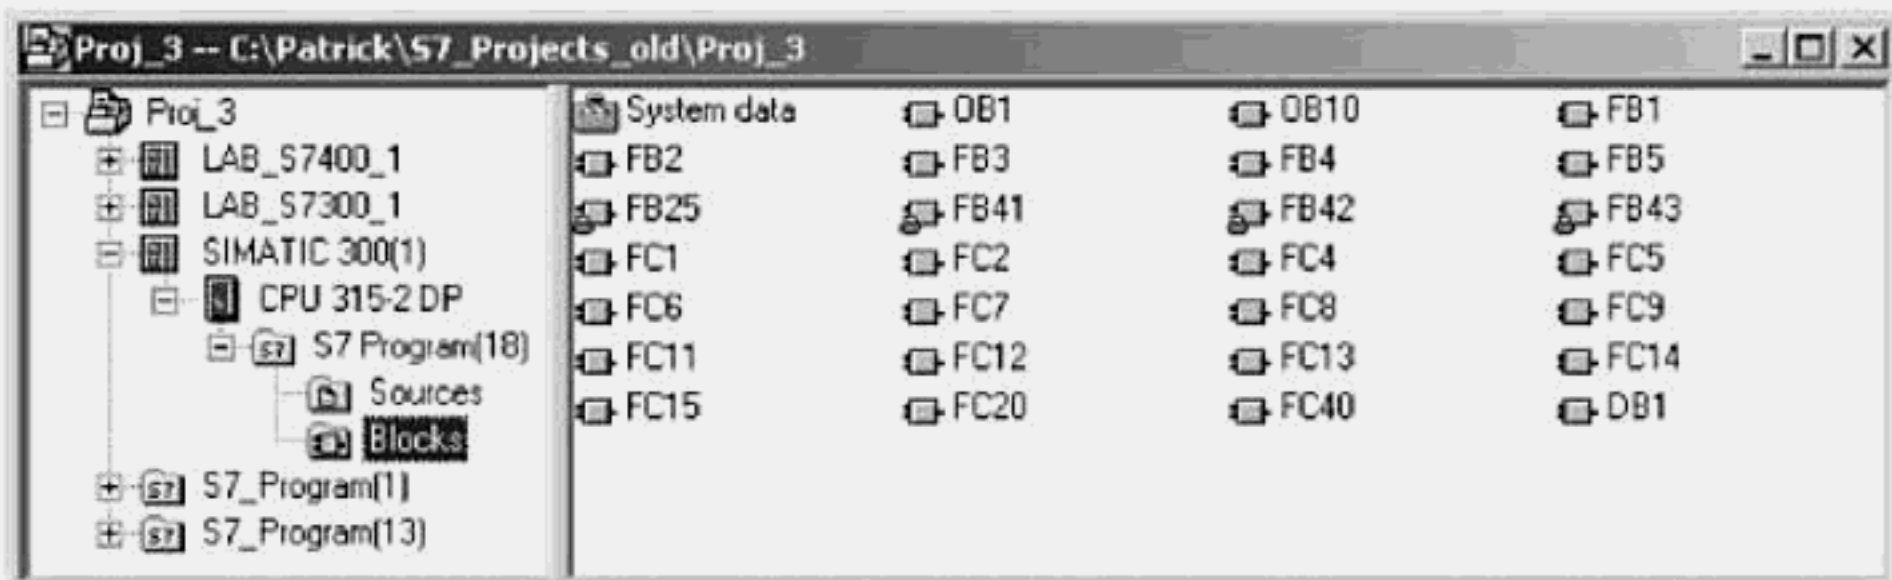 Proj_3 -- C:\Patrick\S7_Projects_old\Proj_3
Proj_3
LAB_S7400_1
LAB_S7300_1
SIMATIC 300(1)
CPU 315-2 DP
S7 Program(18)
Sources
Blocks
S7_Program(1)
S7_Program(13)
System data OB1 OB10 FB1
FB2 FB3 FB4 FB5
FB25 FB41 FB42 FB43
FC1 FC2 FC4 FC5
FC6 FC7 FC8 FC9
FC11 FC12 FC13 FC14
FC15 FC20 FC40 DB1